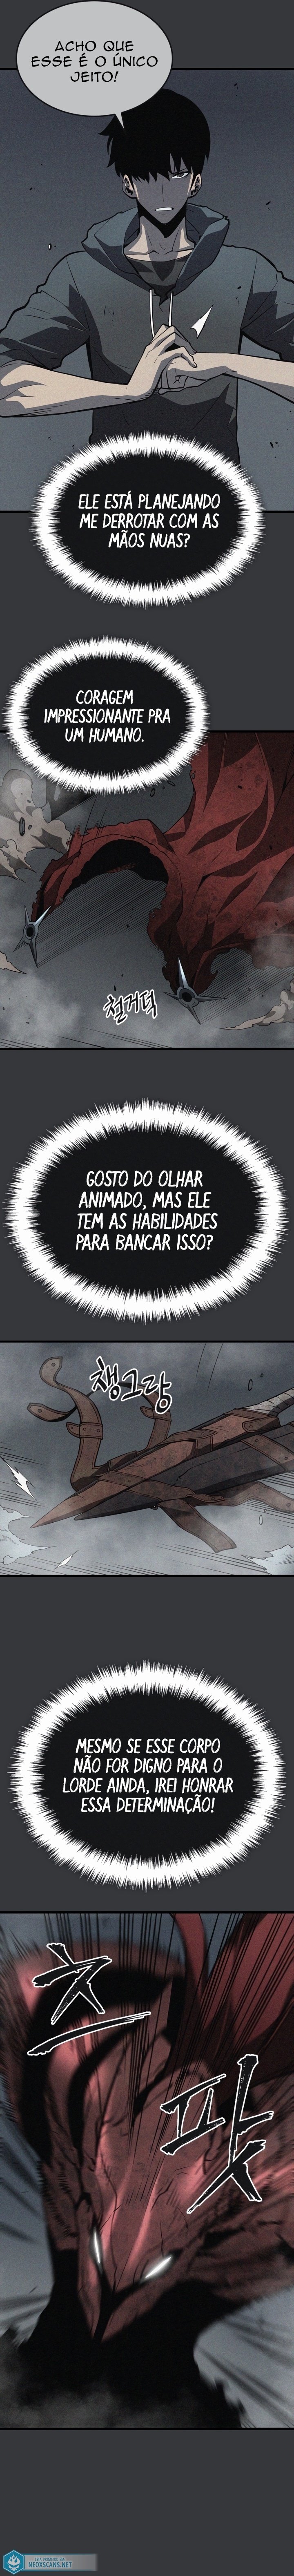 ACHO QUE
ESSE É O ÚNICO
JEITO!
ELE ESTÁ PLANEJANDO
ME DERROTAR COM AS
MÃOS NUAS?
CORAGEM
IMPRESSIONANTE PRA
UM HUMANO.
철거덕
GOSTO DO OLHAR
ANIMADO, MAS ELE
TEM AS HABILIDADES
PARA BANCAR ISSO?
챙그랑
MESMO SE ESSE CORPO
NÃO FOR DIGNO PARA O
LORDE AINDA, IREI HONRAR
ESSA DETERMINAÇÃO!
즈
팟
NEOXSCANS.NET